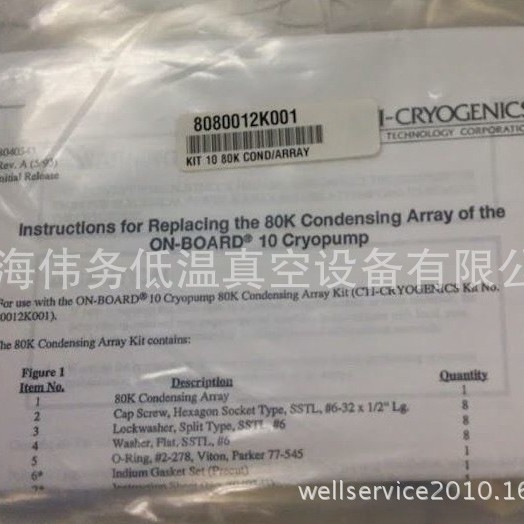 8080012K001
KIT 10 80K COND/ARRAY
I-CRYOGENICS
TECHNOLOGY CORPORATION
8040543
Rev. A (5/93)
Initial Release
Instructions for Replacing the 80K Condensing Array of the
ON-BOARD® 10 Cryopump
海伟务低温真空设备有限公
For use with the ON-BOARD® 10 Cryopump 80K Condensing Array Kit (CTI-CRYOGENICS Kit No.
0012K001).
The 80K Condensing Array Kit contains:
Figure 1
Item No. Description Quantity
1 80K Condensing Array 1
2 Cap Screw, Hexagon Socket Type, SSTL, #6-32 x 1/2" Lg. 8
3 Lockwasher, Split Type, SSTL, #6 8
4 Washer, Flat, SSTL, #6 8
5 O-Ring, #2-278, Viton, Parker 77-545 1
6* Indium Gasket Set (Precut) 1
wellservice2010.16